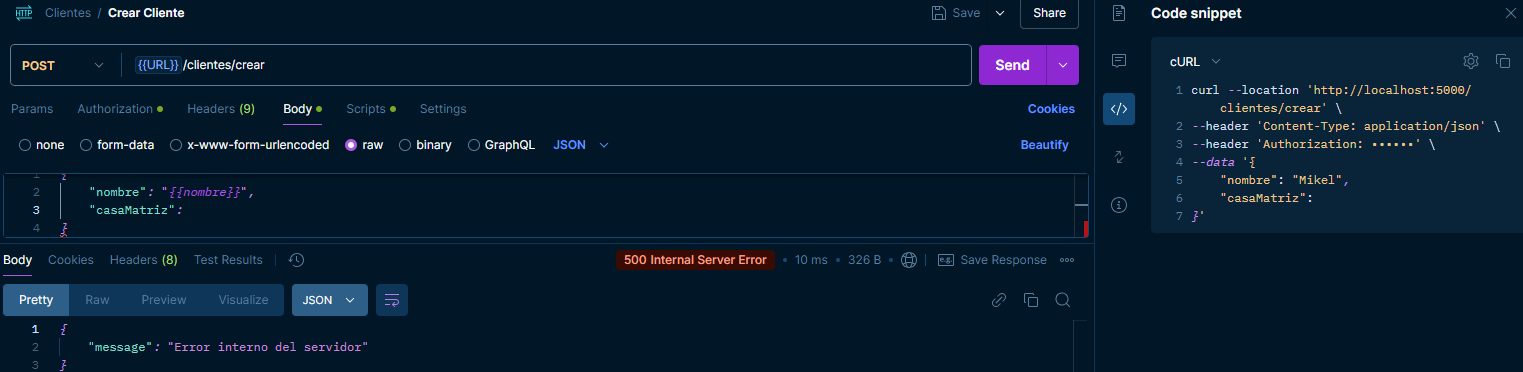 HTTP Clientes / Crear Cliente Save Share
POST {{URL}}/clientes/crear Send
Params Authorization Headers (9) Body Scripts Settings Cookies
none form-data x-www-form-urlencoded raw binary GraphQL JSON Beautify
1 {
2 "nombre": "{{nombre}}",
3 "casaMatriz":
4 }
Body Cookies Headers (8) Test Results 500 Internal Server Error • 10 ms • 326 B • e.g. Save Response
Pretty Raw Preview Visualize JSON
1 {
2 "message": "Error interno del servidor"
3 }
Code snippet
cURL
1 curl --location 'http://localhost:5000/
clientes/crear' \
2 --header 'Content-Type: application/json' \
3 --header 'Authorization: ••••••' \
4 --data '{
5 "nombre": "Mikel",
6 "casaMatriz":
7 }'